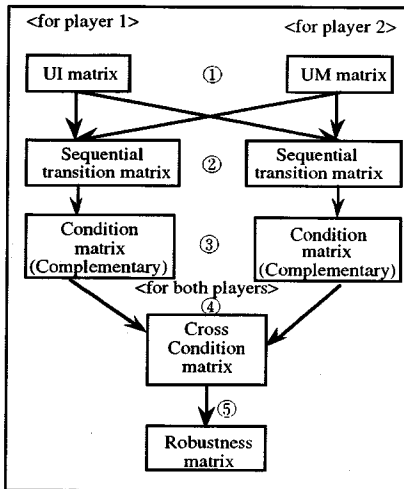 <for player 1>
<for player 2>
UI matrix
①
UM matrix
Sequential
transition matrix
②
Sequential
transition matrix
Condition
matrix
(Complementary)
③
Condition
matrix
(Complementary)
<for both players>
④
Cross
Condition
matrix
⑤
Robustness
matrix